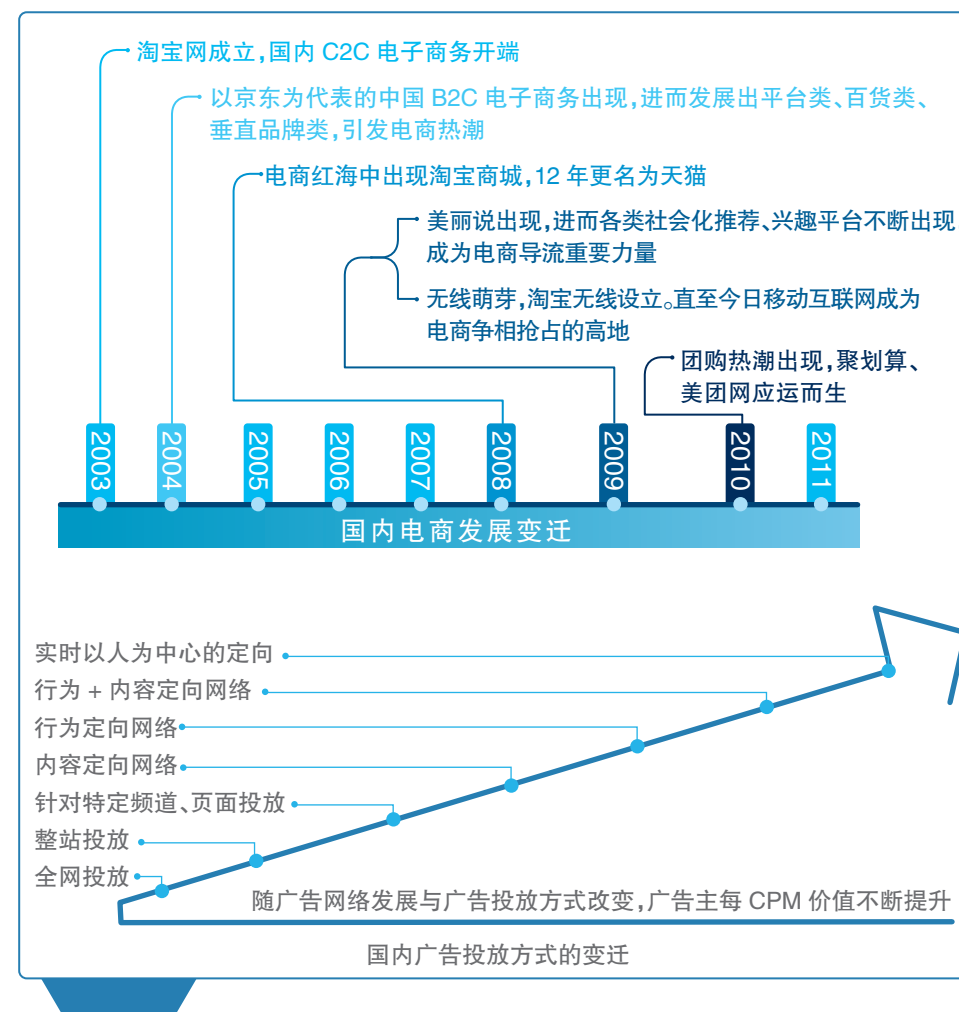 淘宝网成立,国内 C2C 电子商务开端
以京东为代表的中国 B2C 电子商务出现,进而发展出平台类、百货类、
垂直品牌类,引发电商热潮
电商红海中出现淘宝商城,12 年更名为天猫
美丽说出现,进而各类社会化推荐、兴趣平台不断出现
成为电商导流重要力量
无线萌芽,淘宝无线设立。直至今日移动互联网成为
电商争相抢占的高地
团购热潮出现,聚划算、
美团网应运而生
2003
2004
2005
2006
2007
2008
2009
2010
2011
国内电商发展变迁
实时以人为中心的定向
行为 + 内容定向网络
行为定向网络
内容定向网络
针对特定频道、页面投放
整站投放
全网投放
随广告网络发展与广告投放方式改变,广告主每 CPM 价值不断提升
国内广告投放方式的变迁